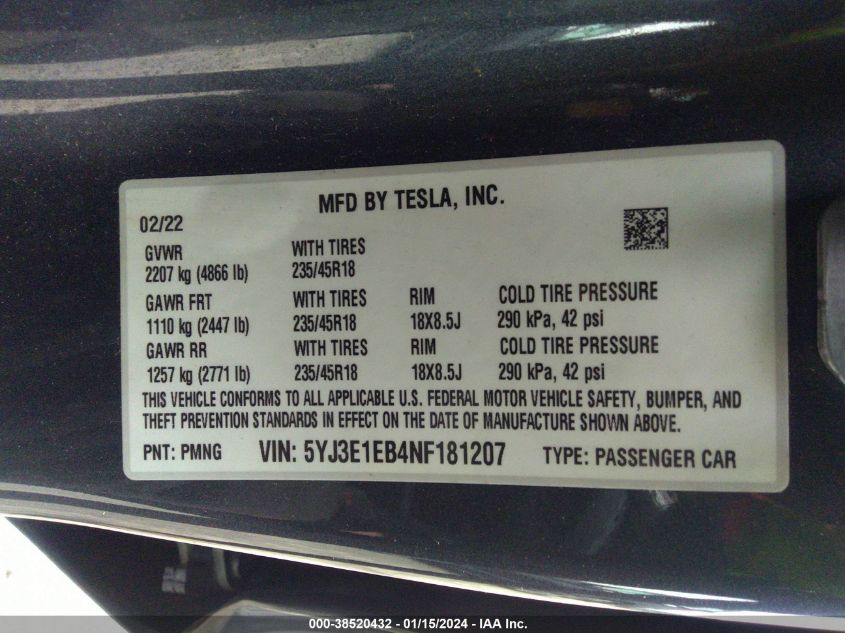 MFD BY TESLA, INC.
02/22
GVWR WITH TIRES
2207 kg (4866 lb) 235/45R18
GAWR FRT WITH TIRES RIM COLD TIRE PRESSURE
1110 kg (2447 lb) 235/45R18 18X8.5J 290 kPa, 42 psi
GAWR RR WITH TIRES RIM COLD TIRE PRESSURE
1257 kg (2771 lb) 235/45R18 18X8.5J 290 kPa, 42 psi
THIS VEHICLE CONFORMS TO ALL APPLICABLE U.S. FEDERAL MOTOR VEHICLE SAFETY, BUMPER, AND
THEFT PREVENTION STANDARDS IN EFFECT ON THE DATE OF MANUFACTURE SHOWN ABOVE.
PNT: PMNG VIN: 5YJ3E1EB4NF181207 TYPE: PASSENGER CAR
000-38520432 - 01/15/2024 - IAA Inc.